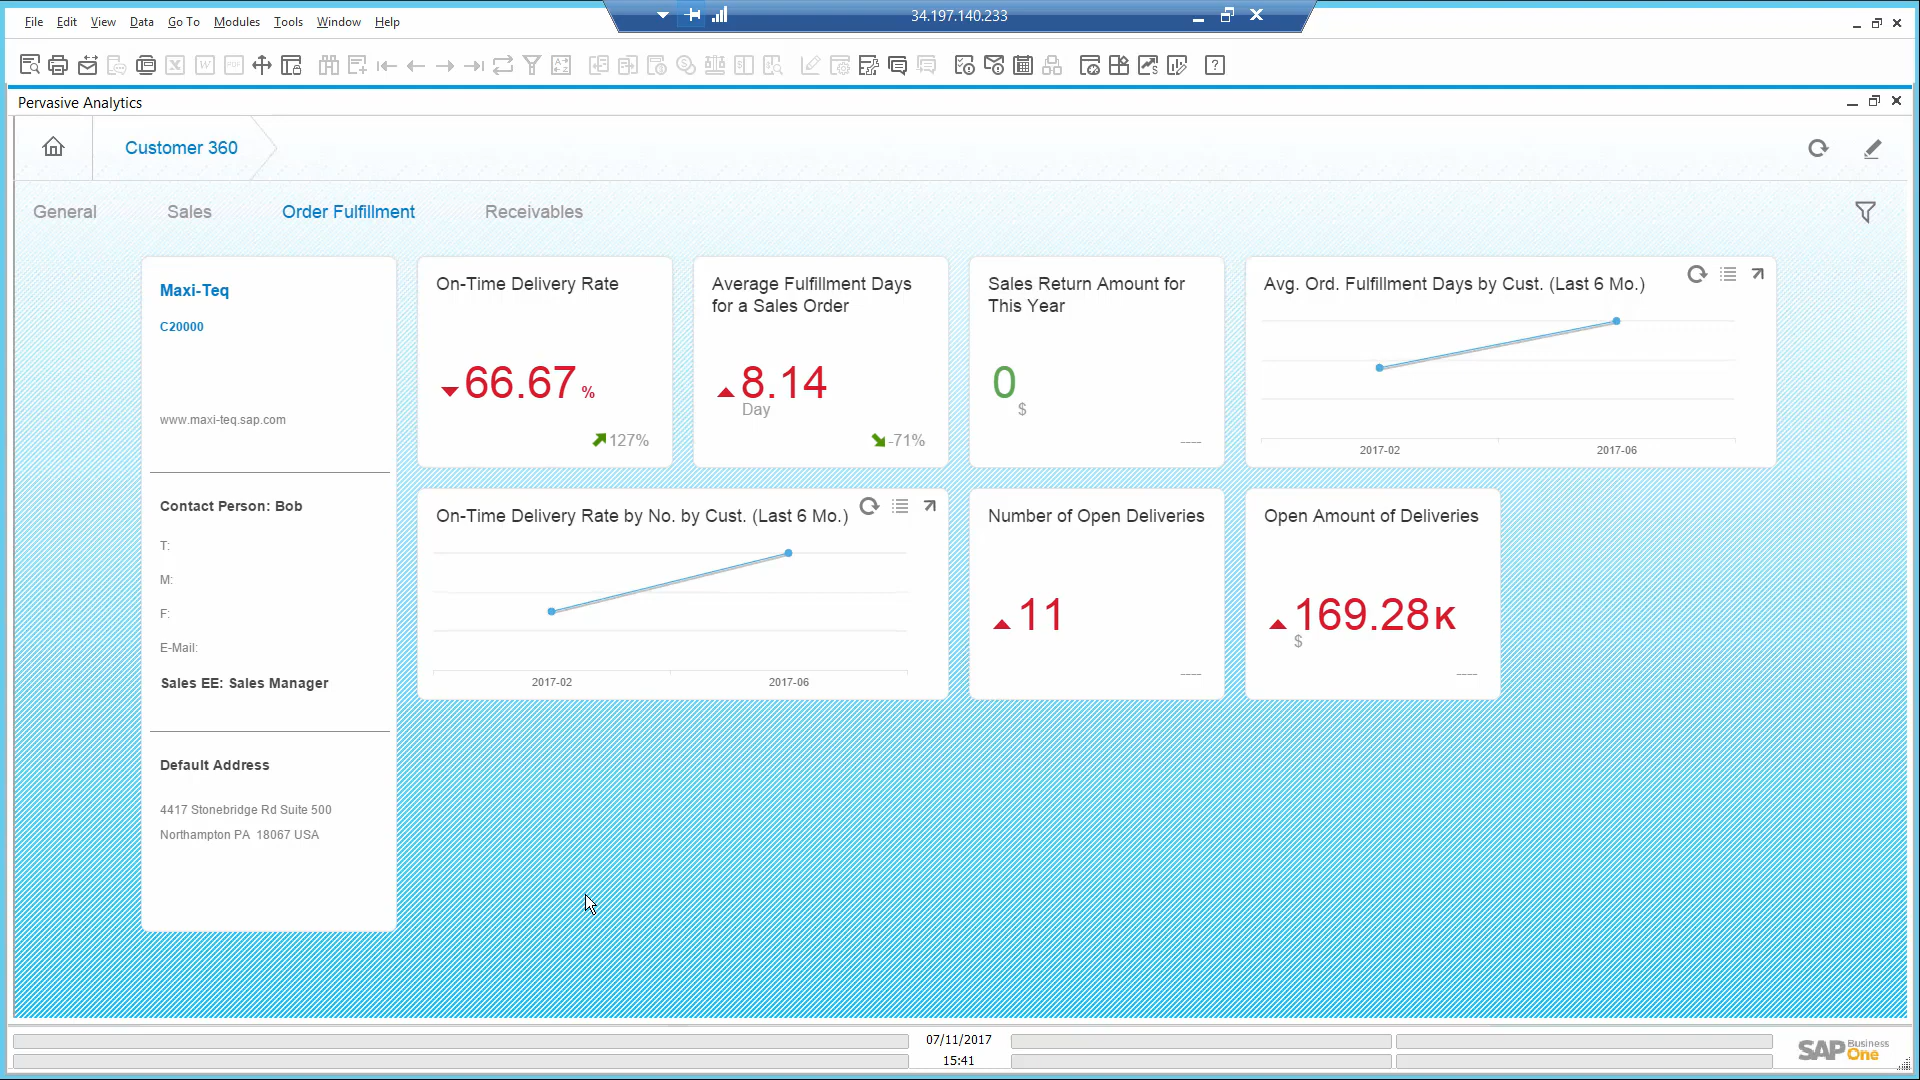 34.197.140.233
File Edit View Data Go To Modules Tools Window Help
Pervasive Analytics
Customer 360
General Sales Order Fulfillment Receivables
Maxi-Teq
C20000
www.maxi-teq.sap.com
Contact Person: Bob
T:
M:
F:
E-Mail:
Sales EE: Sales Manager
Default Address
4417 Stonebridge Rd Suite 500
Northampton PA 18067 USA
On-Time Delivery Rate
66.67 %
127%
Average Fulfillment Days
for a Sales Order
8.14
Day
-71%
Sales Return Amount for
This Year
0
$
----
Avg. Ord. Fulfillment Days by Cust. (Last 6 Mo.)
2017-02 2017-06
On-Time Delivery Rate by No. by Cust. (Last 6 Mo.)
2017-02 2017-06
Number of Open Deliveries
11
----
Open Amount of Deliveries
169.28K
$
----
07/11/2017
15:41
SAP Business One